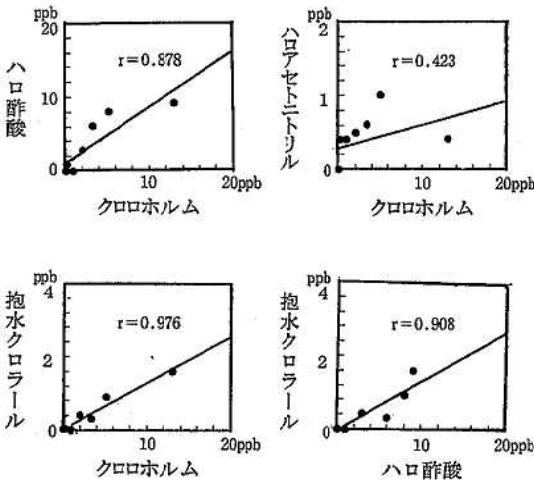 ppb
20
ハロ酢酸
r=0.878
10
0
10
20ppb
クロロホルム
ppb
2
ハロアセトニトリル
r=0.423
1
0
10
20ppb
クロロホルム
ppb
4
抱水クロラール
r=0.976
2
0
10
20ppb
クロロホルム
ppb
4
抱水クロラール
r=0.908
2
0
10
20ppb
ハロ酢酸